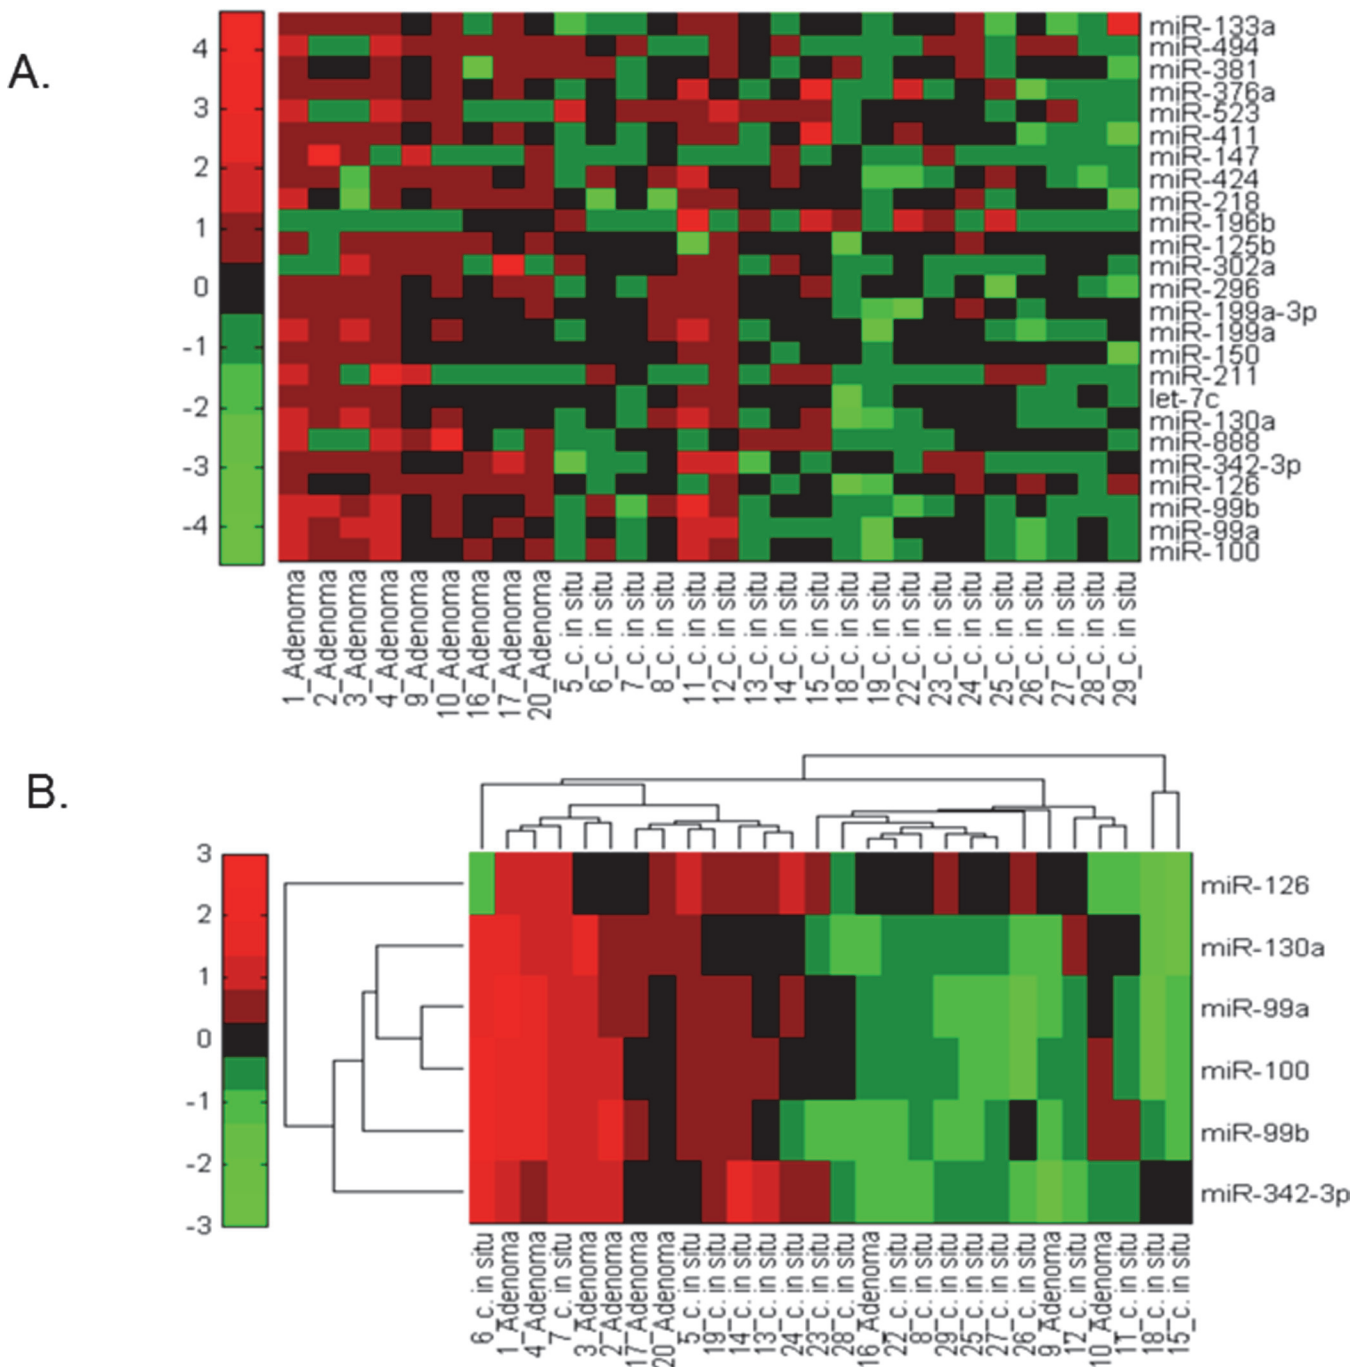 A.
4
3
2
1
0
-1
-2
-3
-4
miR-133a
miR-494
miR-381
miR-376a
miR-523
miR-411
miR-147
miR-424
miR-218
miR-196b
miR-125b
miR-302a
miR-296
miR-199a-3p
miR-199a
miR-150
miR-211
let-7c
miR-130a
miR-888
miR-342-3p
miR-126
miR-99b
miR-99a
miR-100
1_Adenoma
2_Adenoma
3_Adenoma
4_Adenoma
9_Adenoma
10_Adenoma
16_Adenoma
17_Adenoma
20_Adenoma
5_c. in situ
6_c. in situ
7_c. in situ
8_c. in situ
11_c. in situ
12_c. in situ
13_c. in situ
14_c. in situ
15_c. in situ
18_c. in situ
19_c. in situ
22_c. in situ
23_c. in situ
24_c. in situ
25_c. in situ
26_c. in situ
27_c. in situ
28_c. in situ
29_c. in situ
B.
3
2
1
0
-1
-2
-3
miR-126
miR-130a
miR-99a
miR-100
miR-99b
miR-342-3p
6_c. in situ
1_Adenoma
4_Adenoma
7_c. in situ
3_Adenoma
2_Adenoma
17_Adenoma
20_Adenoma
5_c. in situ
19_c. in situ
14_c. in situ
13_c. in situ
24_c. in situ
23_c. in situ
28_c. in situ
16_Adenoma
22_c. in situ
8_c. in situ
29_c. in situ
25_c. in situ
27_c. in situ
26_c. in situ
9_Adenoma
12_c. in situ
10_Adenoma
11_c. in situ
18_c. in situ
15_c. in situ